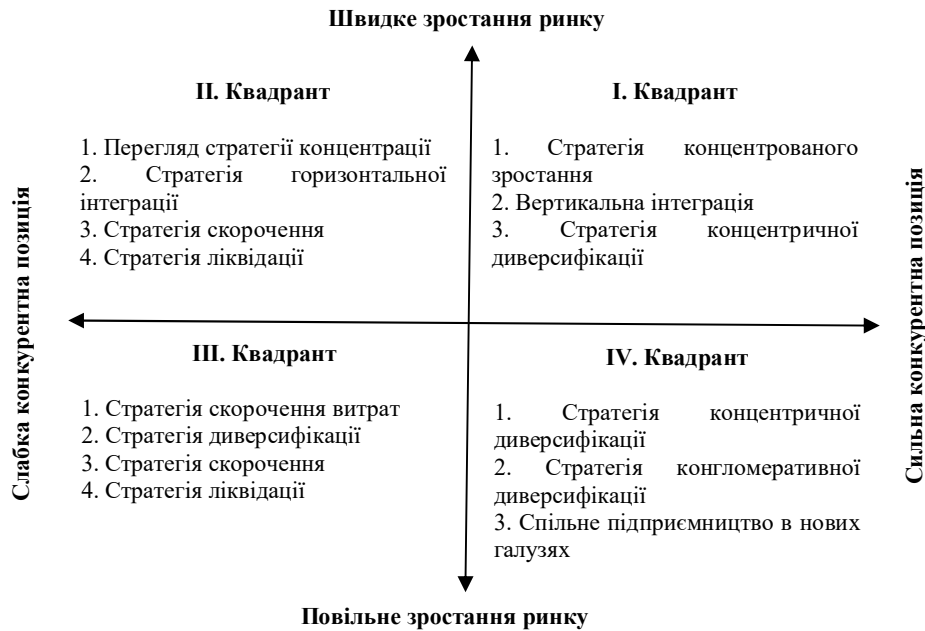 Швидке зростання ринку
II. Квадрант
1. Перегляд стратегії концентрації
2. Стратегія горизонтальної
інтеграції
3. Стратегія скорочення
4. Стратегія ліквідації
I. Квадрант
1. Стратегія концентрованого
зростання
2. Вертикальна інтеграція
3. Стратегія концентричної
диверсифікації
Слабка конкурентна позиція
Сильна конкурентна позиція
III. Квадрант
1. Стратегія скорочення витрат
2. Стратегія диверсифікації
3. Стратегія скорочення
4. Стратегія ліквідації
IV. Квадрант
1. Стратегія концентричної
диверсифікації
2. Стратегія конгломеративної
диверсифікації
3. Спільне підприємництво в нових
галузях
Повільне зростання ринку